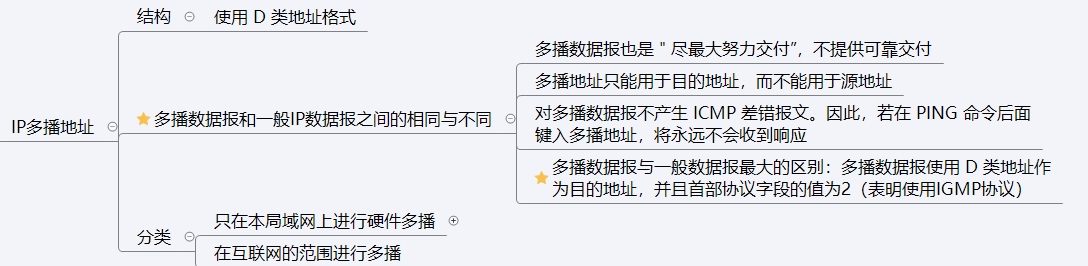 结构
使用 D 类地址格式
多播数据报也是＂尽最大努力交付”，不提供可靠交付
多播地址只能用于目的地址，而不能用于源地址
IP多播地址
多播数据报和一般IP数据报之间的相同与不同
对多播数据报不产生 ICMP 差错报文。因此，若在 PING 命令后面
键入多播地址，将永远不会收到响应
多播数据报与一般数据报最大的区别：多播数据报使用 D 类地址作
为目的地址，并且首部协议字段的值为2（表明使用IGMP协议）
分类
只在本局域网上进行硬件多播
在互联网的范围进行多播